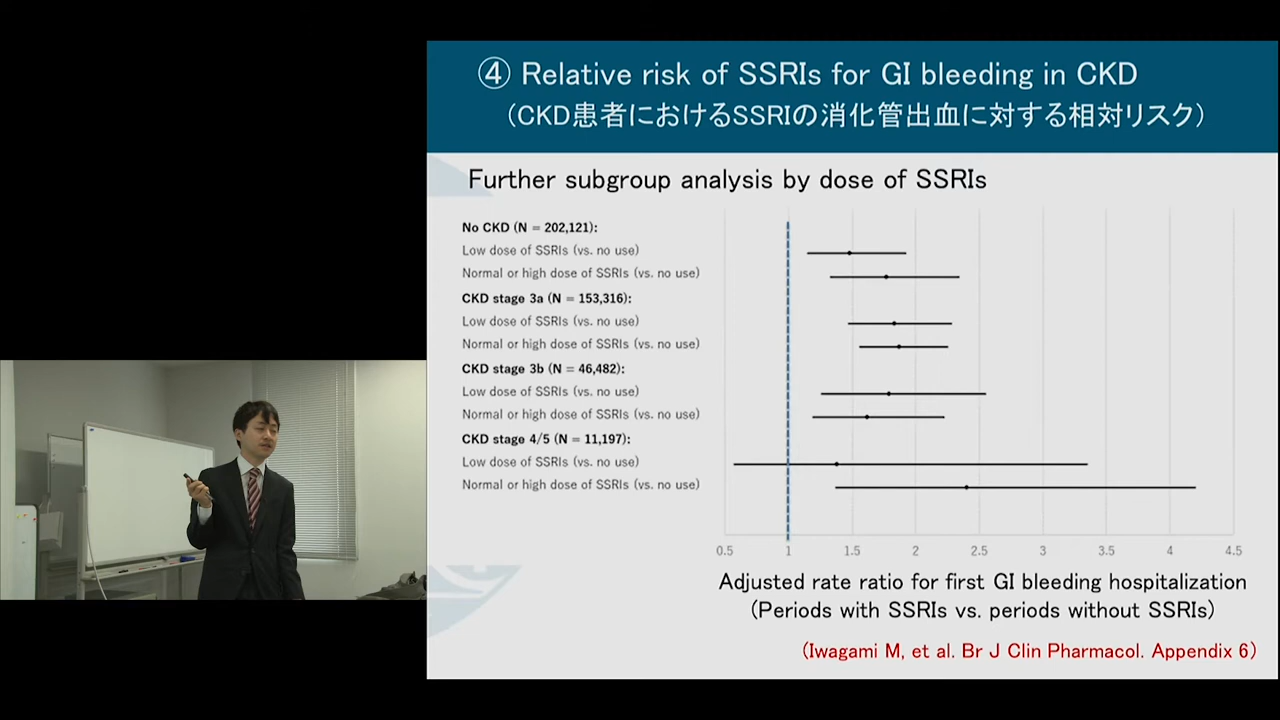 ④ Relative risk of SSRIs for GI bleeding in CKD
（CKD患者におけるSSRIの消化管出血に対する相対リスク）
Further subgroup analysis by dose of SSRIs
No CKD (N = 202,121):
Low dose of SSRIs (vs. no use)
Normal or high dose of SSRIs (vs. no use)
CKD stage 3a (N = 153,316):
Low dose of SSRIs (vs. no use)
Normal or high dose of SSRIs (vs. no use)
CKD stage 3b (N = 46,482):
Low dose of SSRIs (vs. no use)
Normal or high dose of SSRIs (vs. no use)
CKD stage 4/5 (N = 11,197):
Low dose of SSRIs (vs. no use)
Normal or high dose of SSRIs (vs. no use)
0.5 1 1.5 2 2.5 3 3.5 4 4.5
Adjusted rate ratio for first GI bleeding hospitalization
(Periods with SSRIs vs. periods without SSRIs)
(Iwagami M, et al. Br J Clin Pharmacol. Appendix 6)